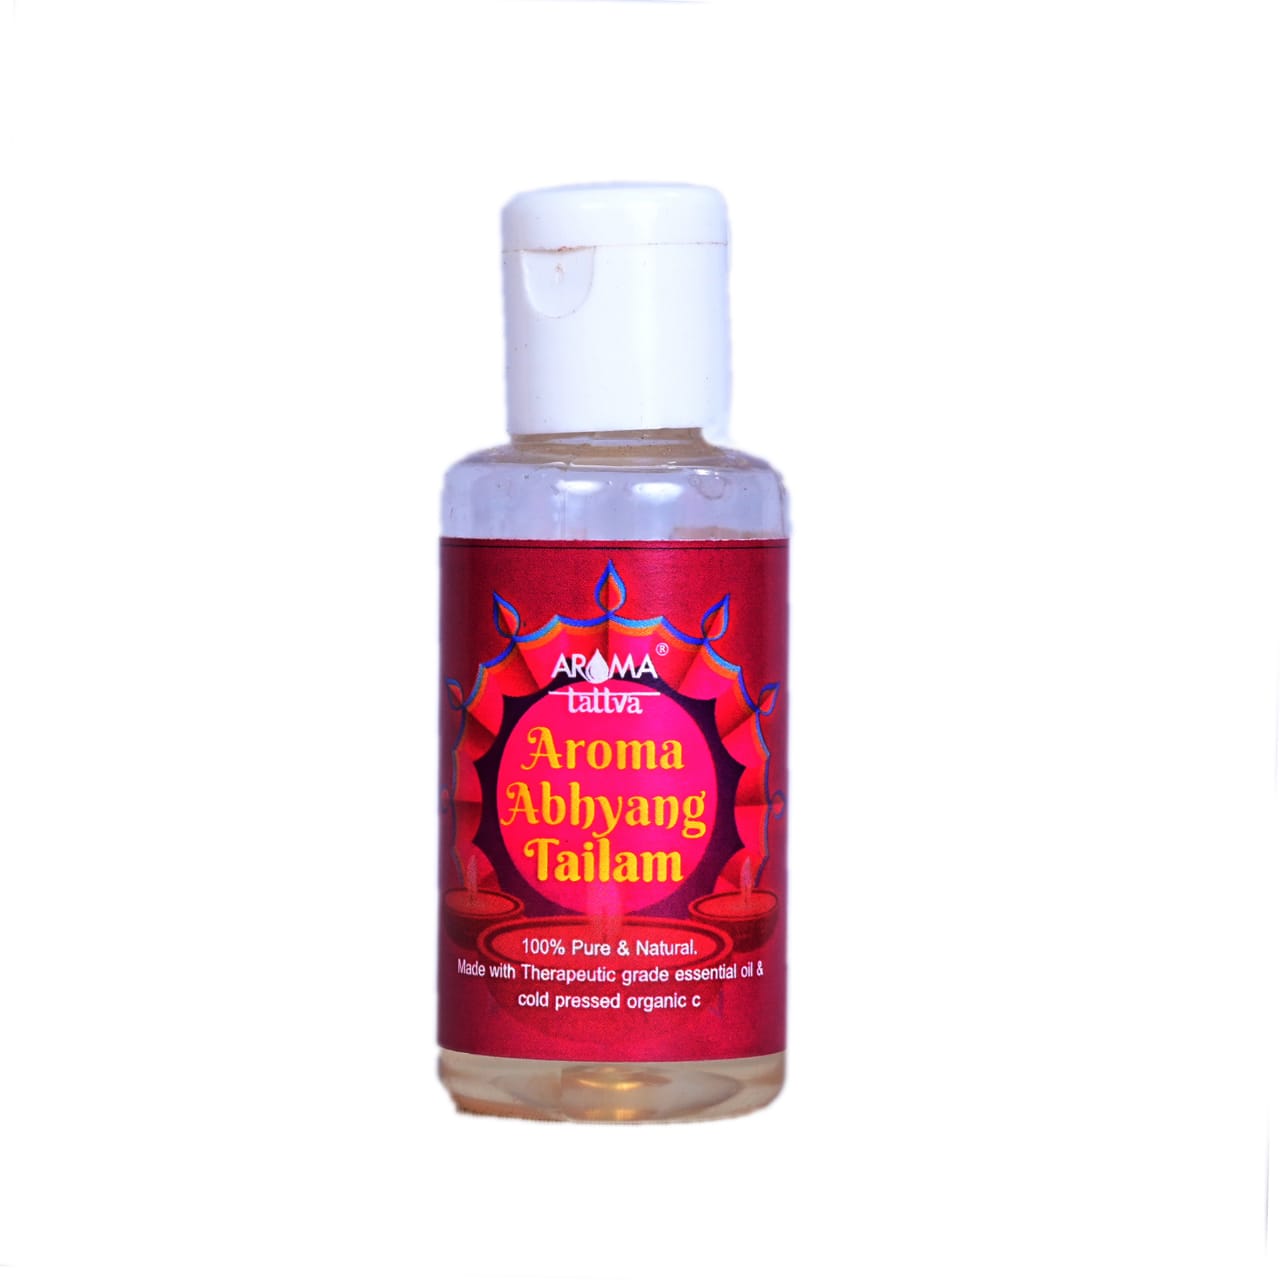 AROMA®
tattva
Aroma
Abhyang
Tailam
100% Pure & Natural.
Made with Therapeutic grade essential oil &
cold pressed organic c